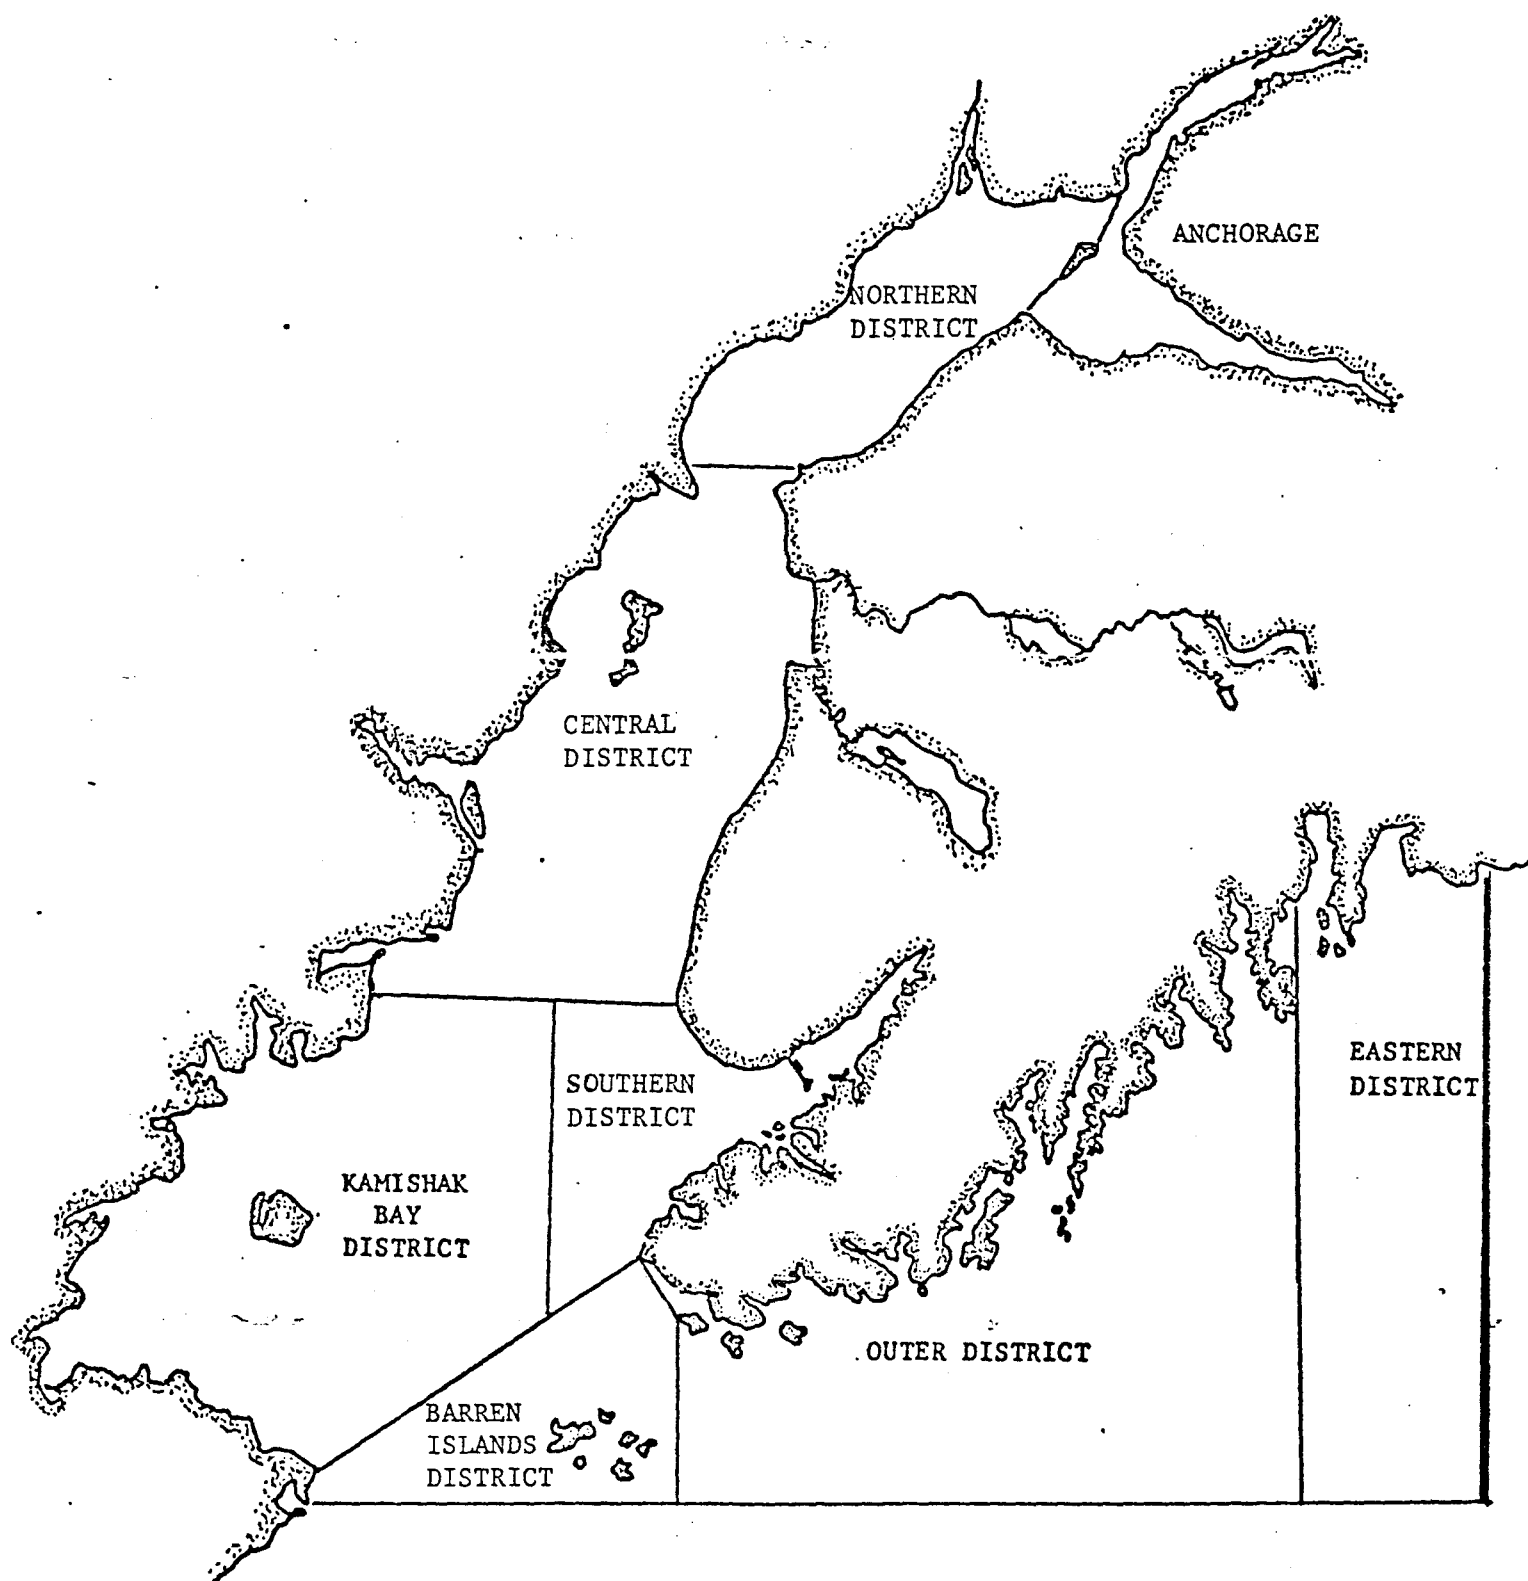 ANCHORAGE
NORTHERN
DISTRICT
CENTRAL
DISTRICT
EASTERN
DISTRICT
SOUTHERN
DISTRICT
KAMISHAK
BAY
DISTRICT
OUTER DISTRICT
BARREN
ISLANDS
DISTRICT